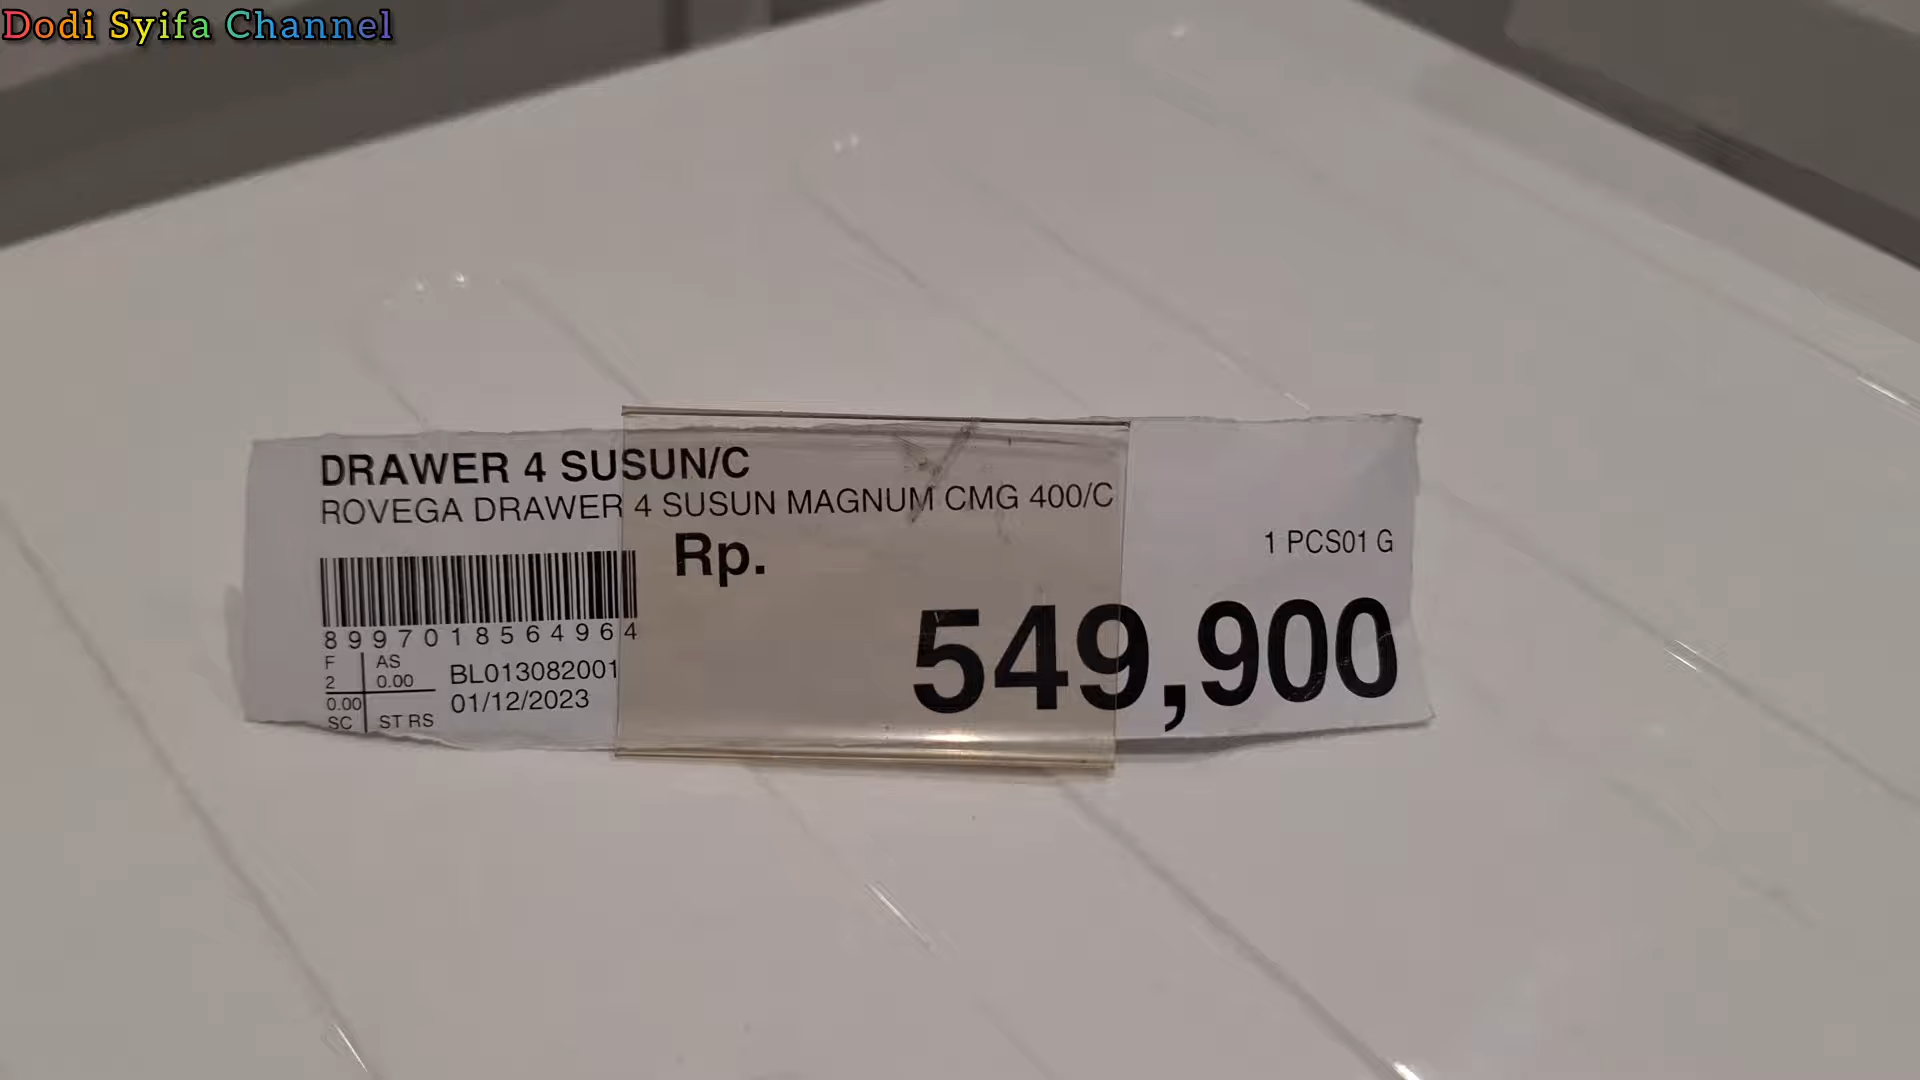 Dodi Syifa Channel
DRAWER 4 SUSUN/C
ROVEGA DRAWER 4 SUSUN MAGNUM CMG 400/C
Rp.
1 PCS01 G
549,900
8997018564964
F
2
AS
0.00
BL013082001
01/12/2023
0.00
SC
ST RS